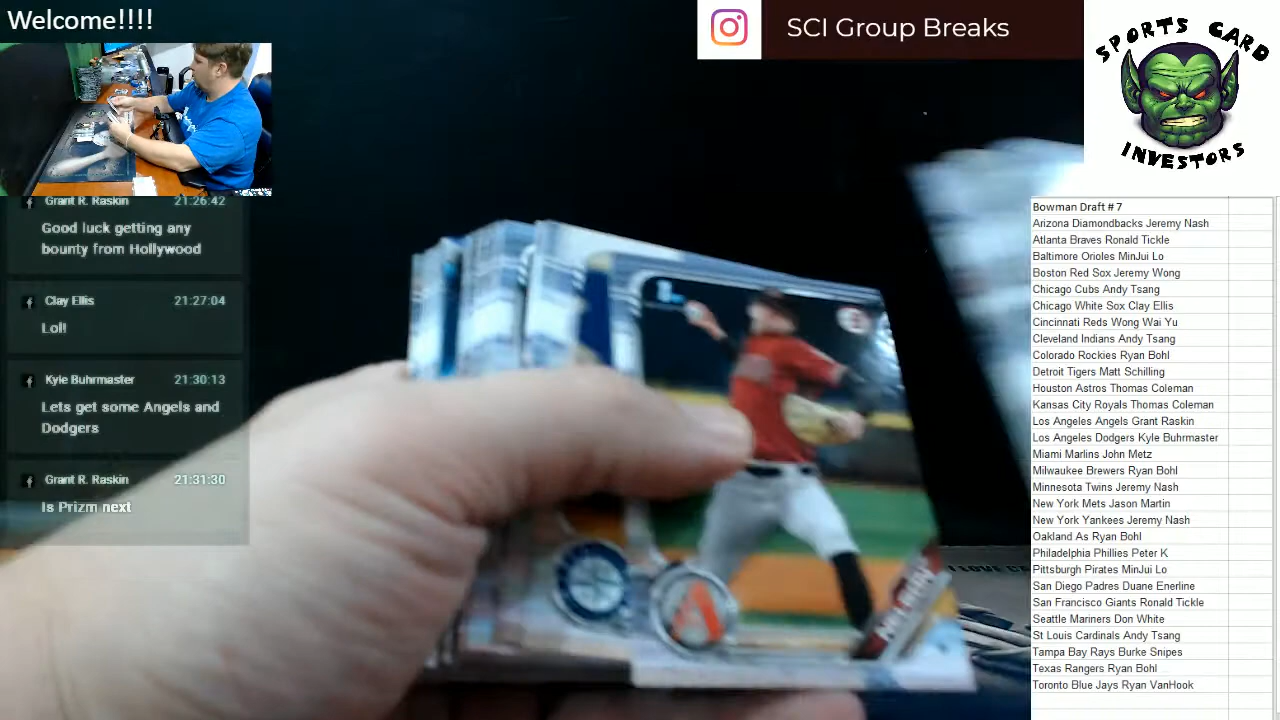 Welcome!!!!
SCI Group Breaks
SPORTS CARD
INVESTORS
Grant R. Raskin 21:26:42
Good luck getting any
bounty from Hollywood
Clay Ellis 21:27:04
Lol!
Kyle Buhrmaster 21:30:13
Lets get some Angels and
Dodgers
Grant R. Raskin 21:31:30
Is Prizm next
Bowman Draft # 7
Arizona Diamondbacks Jeremy Nash
Atlanta Braves Ronald Tickle
Baltimore Orioles MinJui Lo
Boston Red Sox Jeremy Wong
Chicago Cubs Andy Tsang
Chicago White Sox Clay Ellis
Cincinnati Reds Wong Wai Yu
Cleveland Indians Andy Tsang
Colorado Rockies Ryan Bohl
Detroit Tigers Matt Schilling
Houston Astros Thomas Coleman
Kansas City Royals Thomas Coleman
Los Angeles Angels Grant Raskin
Los Angeles Dodgers Kyle Buhrmaster
Miami Marlins John Metz
Milwaukee Brewers Ryan Bohl
Minnesota Twins Jeremy Nash
New York Mets Jason Martin
New York Yankees Jeremy Nash
Oakland As Ryan Bohl
Philadelphia Phillies Peter K
Pittsburgh Pirates MinJui Lo
San Diego Padres Duane Enerline
San Francisco Giants Ronald Tickle
Seattle Mariners Don White
St Louis Cardinals Andy Tsang
Tampa Bay Rays Burke Snipes
Texas Rangers Ryan Bohl
Toronto Blue Jays Ryan VanHook